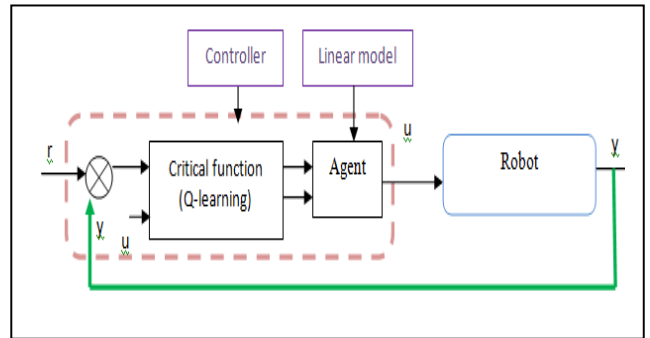 Controller
Linear model
r
Critical function
(Q-learning)
Agent
u
Robot
y
y
u